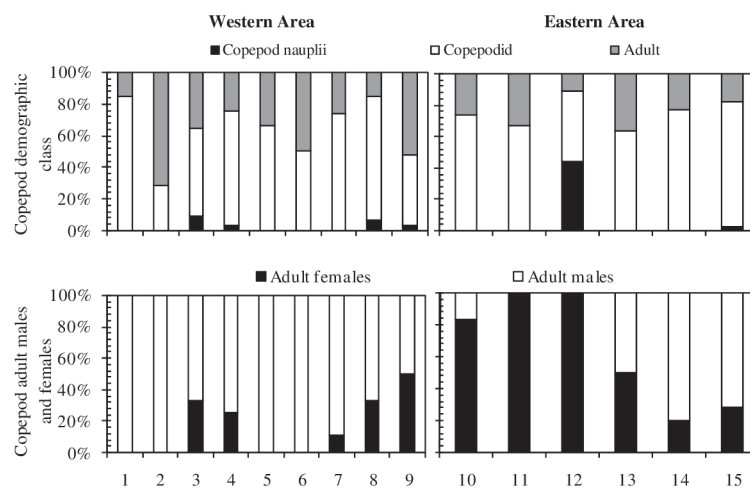 Western Area Eastern Area
Copepod nauplii Copepodid Adult
Copepod demographic
class
100%
80%
60%
40%
20%
0%
Adult females Adult males
Copepod adult males
and females
100%
80%
60%
40%
20%
0%
1 2 3 4 5 6 7 8 9 10 11 12 13 14 15